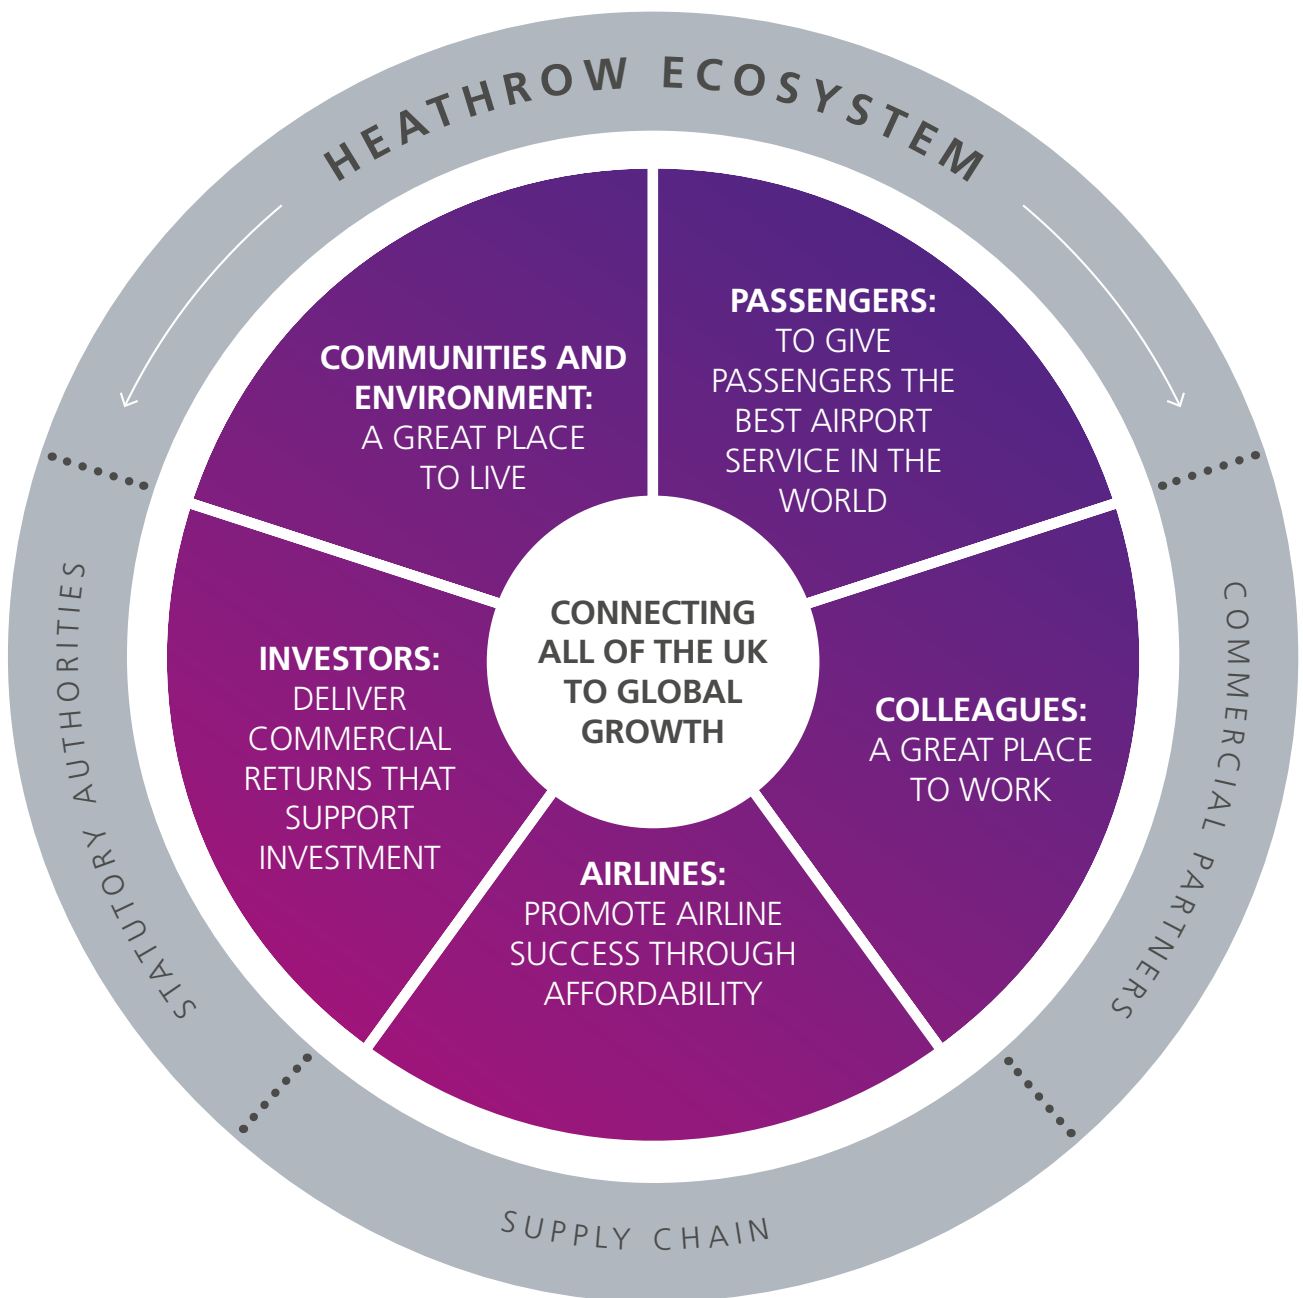 HEATHROW ECOSYSTEM
PASSENGERS:
TO GIVE
PASSENGERS THE
BEST AIRPORT
SERVICE IN THE
WORLD
COMMUNITIES AND
ENVIRONMENT:
A GREAT PLACE
TO LIVE
CONNECTING
ALL OF THE UK
TO GLOBAL
GROWTH
COLLEAGUES:
A GREAT PLACE
TO WORK
INVESTORS:
DELIVER
COMMERCIAL
RETURNS THAT
SUPPORT
INVESTMENT
AIRLINES:
PROMOTE AIRLINE
SUCCESS THROUGH
AFFORDABILITY
COMMERCIAL PARTNERS
SUPPLY CHAIN
STATUTORY AUTHORITIES